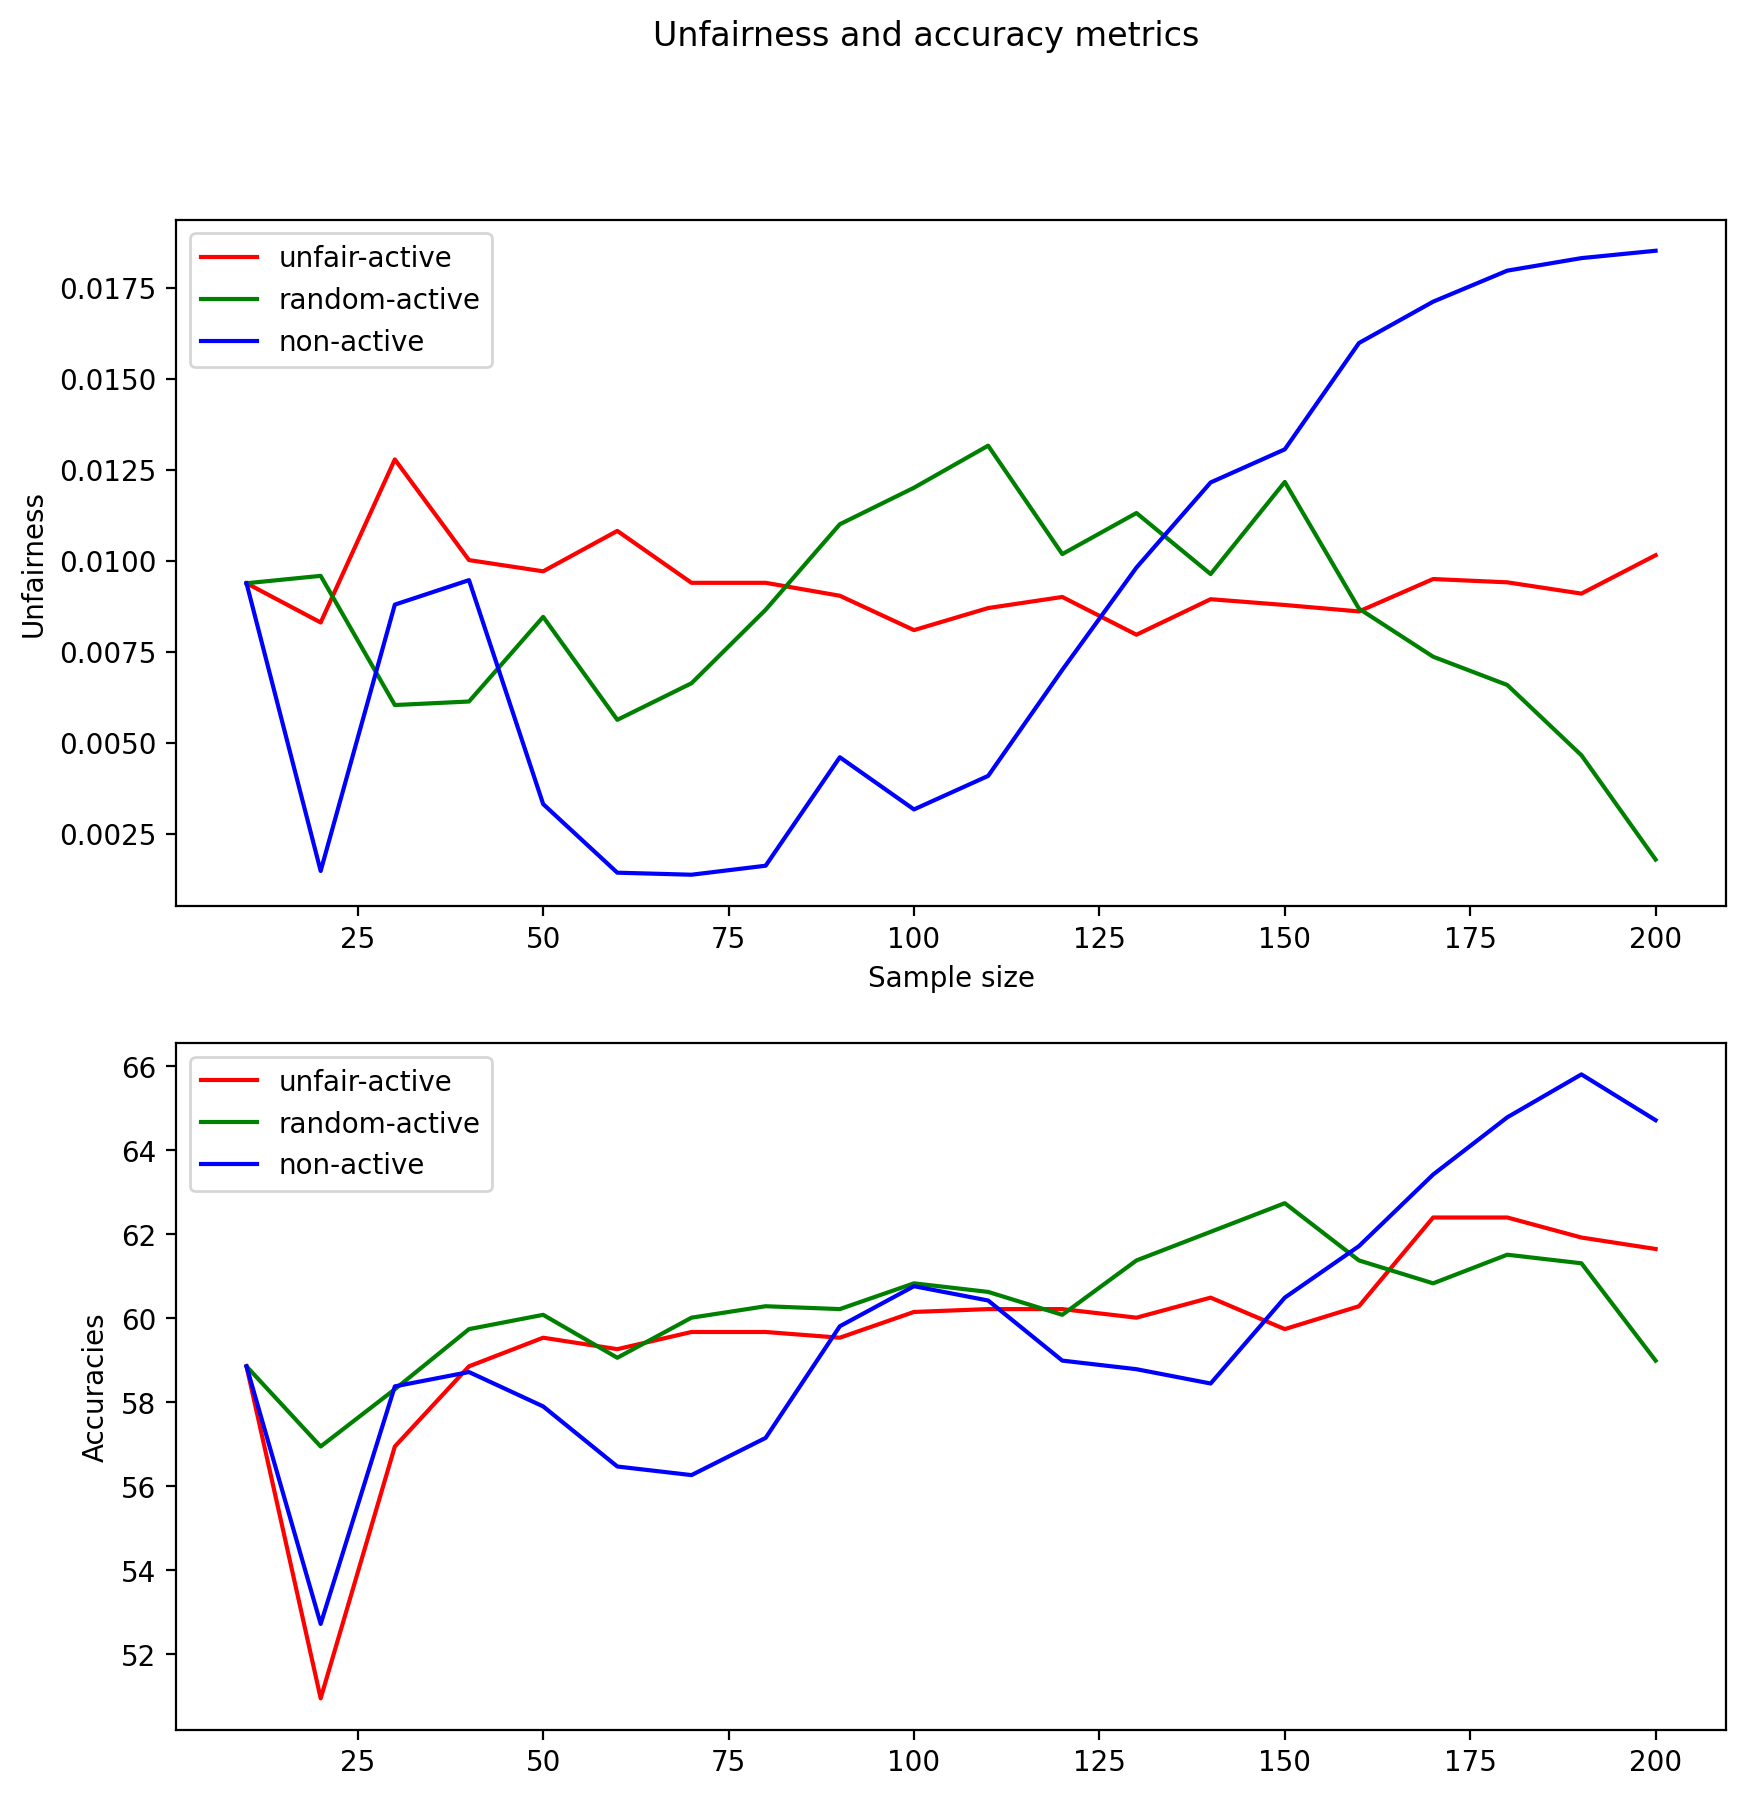 Unfairness and accuracy metrics
unfair-active
random-active
non-active
0.0175
0.0150
0.0125
0.0100
0.0075
0.0050
0.0025
Unfairness
25 50 75 100 125 150 175 200
Sample size
unfair-active
random-active
non-active
66
64
62
60
58
56
54
52
Accuracies
25 50 75 100 125 150 175 200